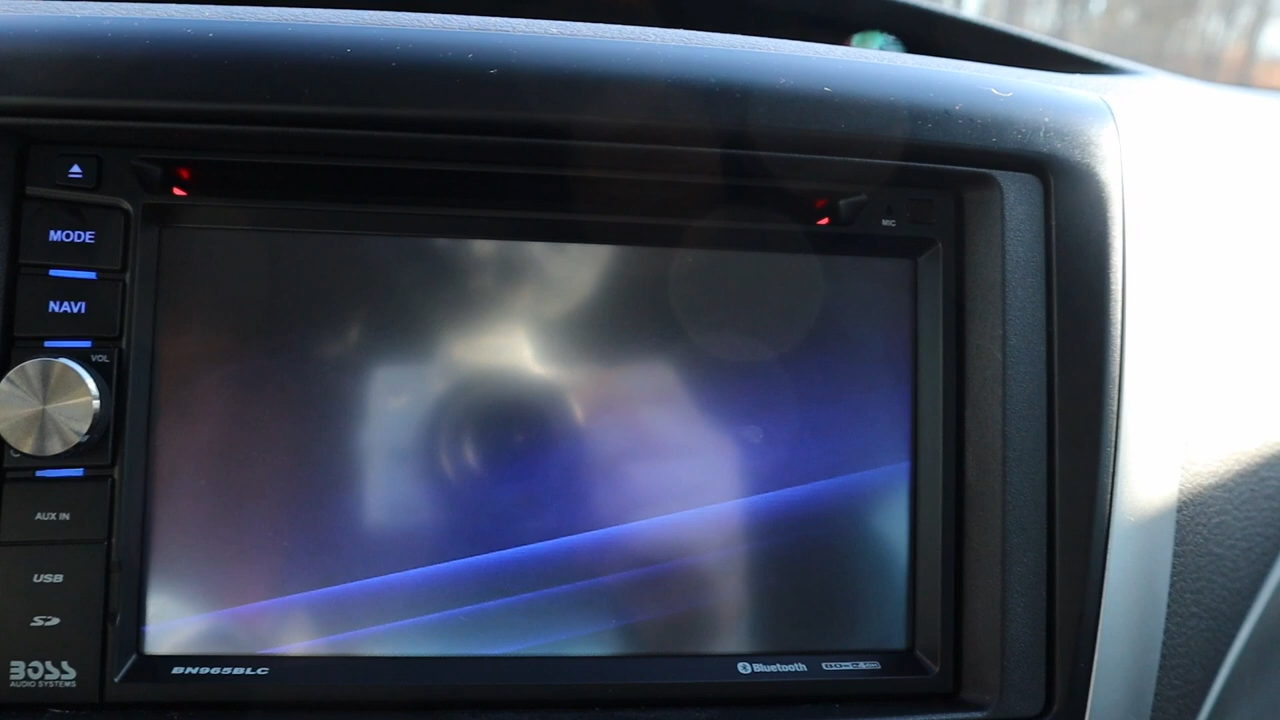 MODE
NAVI
VOL
MIC
AUX IN
USB
SD
BOSS
AUDIO SYSTEMS
BN965BLC
Bluetooth